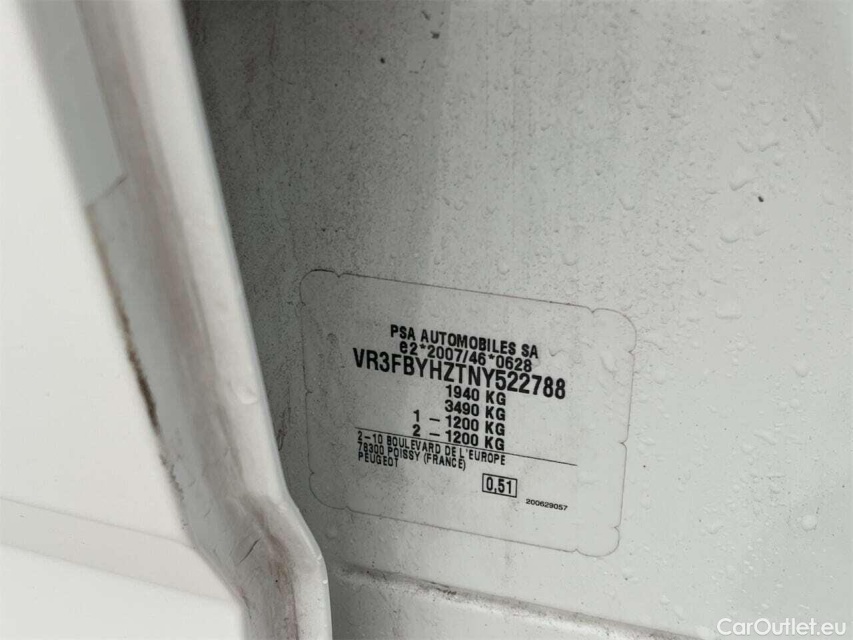 PSA AUTOMOBILES SA
e2*2007/46*0628
VR3FBYHZTNY522788
1940 KG
3490 KG
1 - 1200 KG
2 - 1200 KG
2-10 BOULEVARD DE L'EUROPE
78300 POISSY (FRANCE)
PEUGEOT
0,51
200629057
CarOutlet.eu